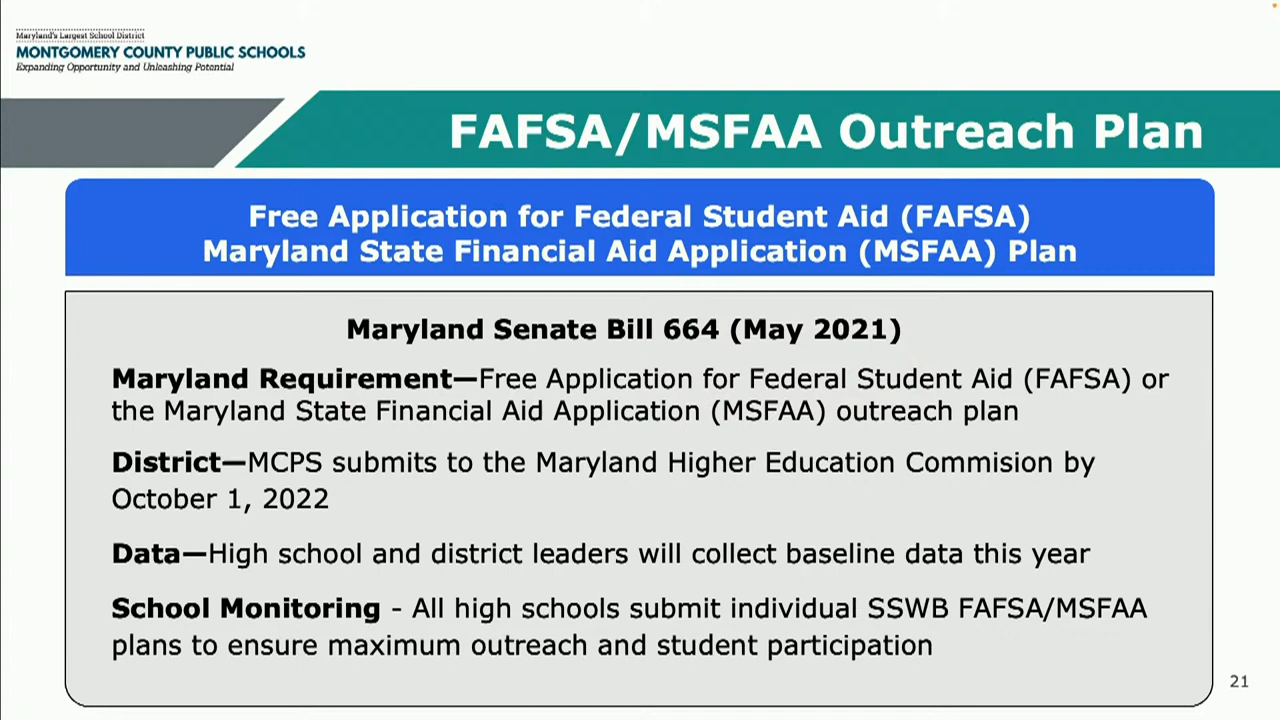 Maryland's Largest School District
MONTGOMERY COUNTY PUBLIC SCHOOLS
Expanding Opportunity and Unleashing Potential
FAFSA/MSFAA Outreach Plan
Free Application for Federal Student Aid (FAFSA)
Maryland State Financial Aid Application (MSFAA) Plan
Maryland Senate Bill 664 (May 2021)
Maryland Requirement—Free Application for Federal Student Aid (FAFSA) or
the Maryland State Financial Aid Application (MSFAA) outreach plan
District—MCPS submits to the Maryland Higher Education Commision by
October 1, 2022
Data—High school and district leaders will collect baseline data this year
School Monitoring - All high schools submit individual SSWB FAFSA/MSFAA
plans to ensure maximum outreach and student participation
21